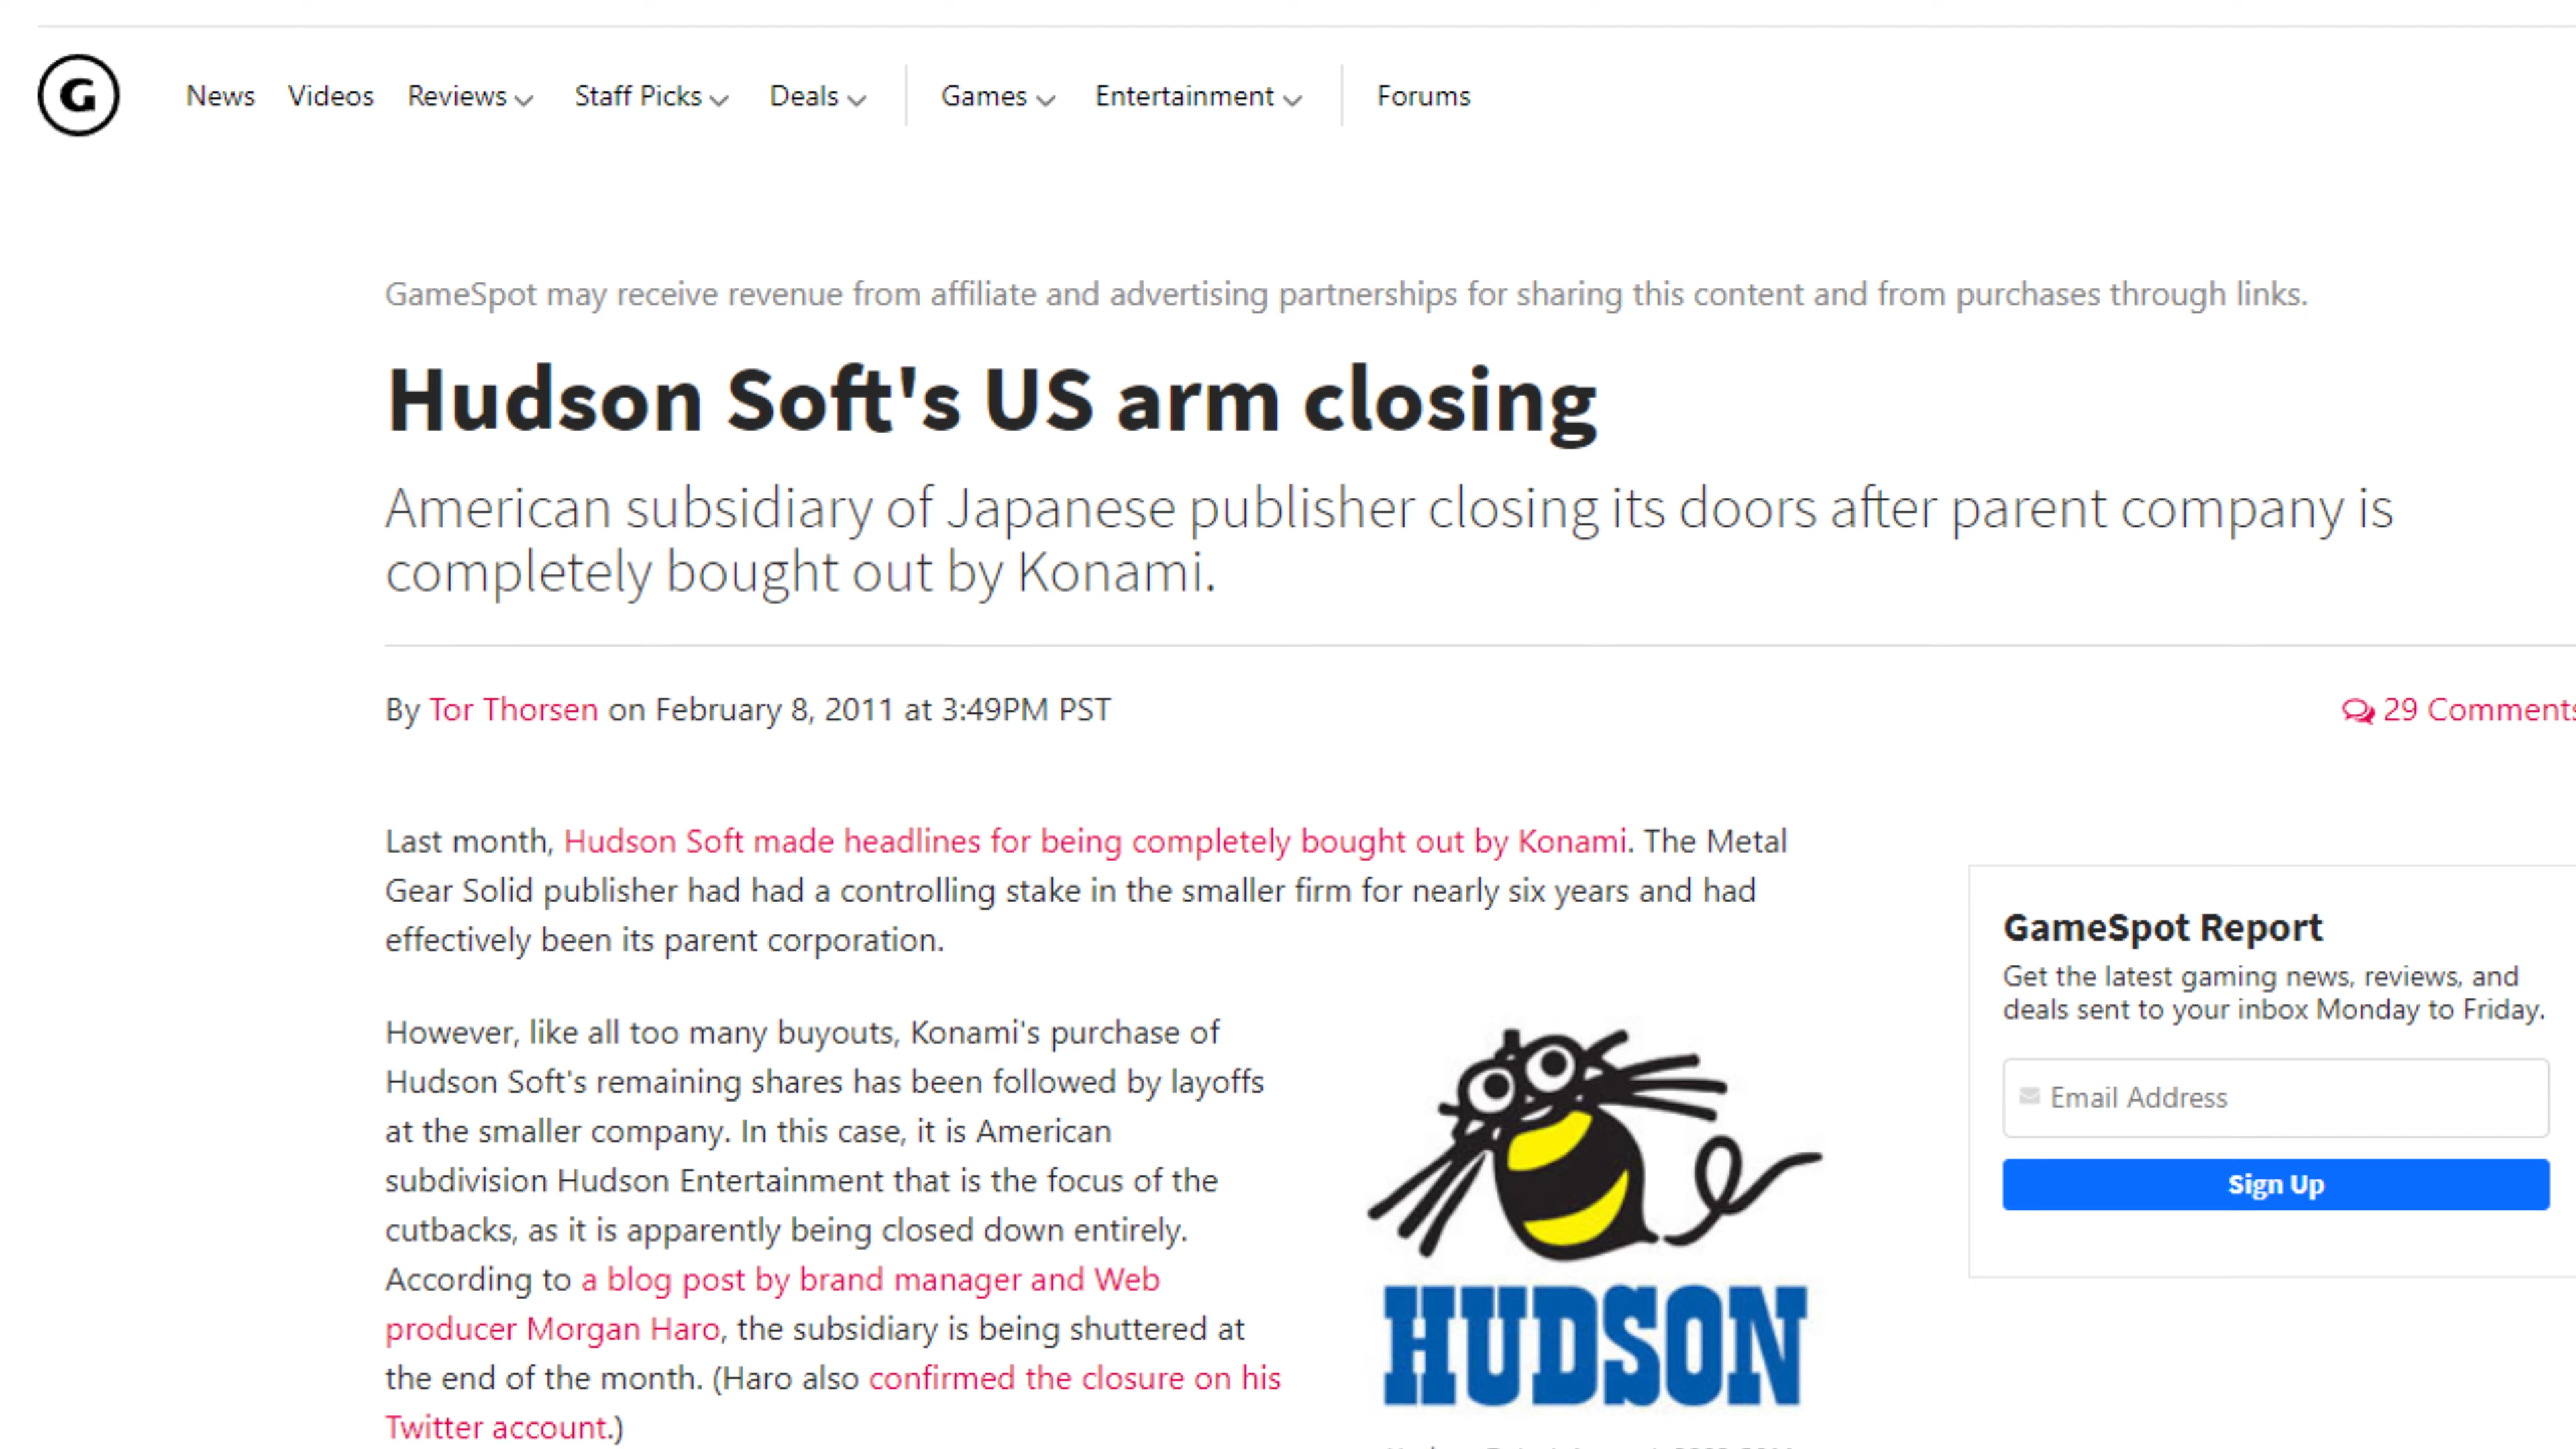 G
News Videos Reviews Staff Picks Deals Games Entertainment Forums
GameSpot may receive revenue from affiliate and advertising partnerships for sharing this content and from purchases through links.
Hudson Soft's US arm closing
American subsidiary of Japanese publisher closing its doors after parent company is
completely bought out by Konami.
By Tor Thorsen on February 8, 2011 at 3:49PM PST
29 Comments
Last month, Hudson Soft made headlines for being completely bought out by Konami. The Metal
Gear Solid publisher had had a controlling stake in the smaller firm for nearly six years and had
effectively been its parent corporation.
However, like all too many buyouts, Konami's purchase of
Hudson Soft's remaining shares has been followed by layoffs
at the smaller company. In this case, it is American
subdivision Hudson Entertainment that is the focus of the
cutbacks, as it is apparently being closed down entirely.
According to a blog post by brand manager and Web
producer Morgan Haro, the subsidiary is being shuttered at
the end of the month. (Haro also confirmed the closure on his
Twitter account.)
HUDSON
GameSpot Report
Get the latest gaming news, reviews, and
deals sent to your inbox Monday to Friday.
Email Address
Sign Up